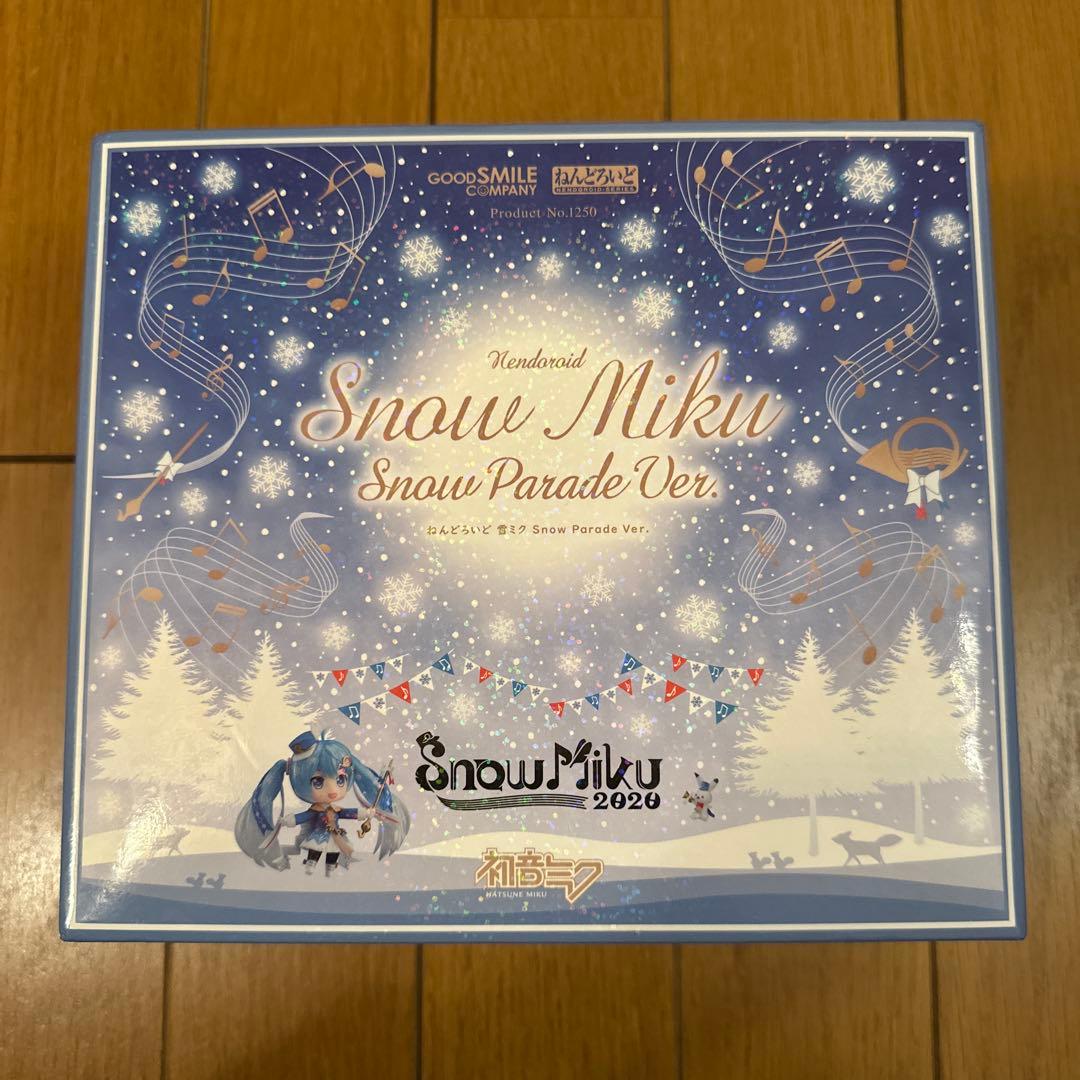 GOOD SMILE COMPANY
ねんどろいど
NENDOROID SERIES
Product No.1250
Nendoroid
Snow Miku
Snow Parade Ver.
ねんどろいど 雪ミク Snow Parade Ver.
Snow Miku
2020
初音ミク
HATSUNE MIKU